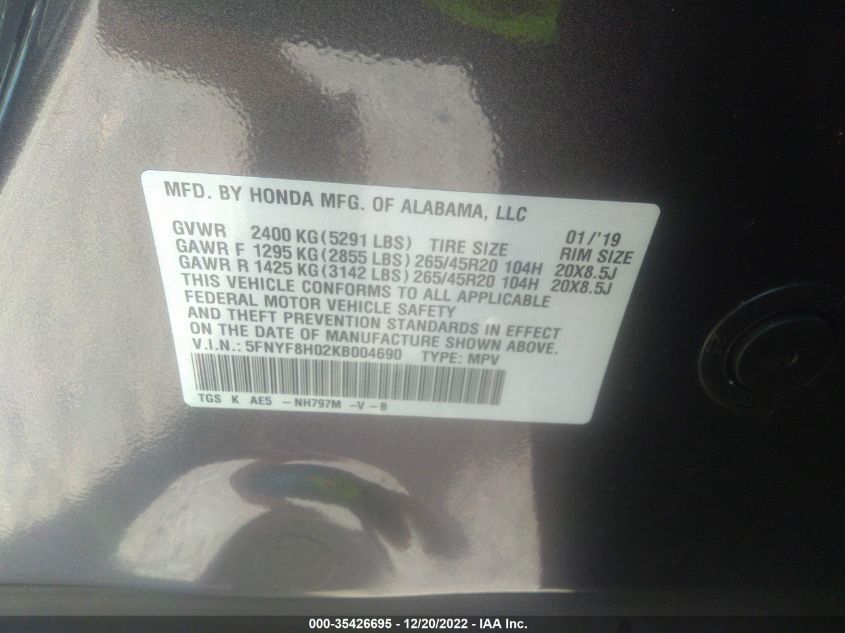 MFD. BY HONDA MFG. OF ALABAMA, LLC
GVWR 2400 KG(5291 LBS) TIRE SIZE 01/'19 RIM SIZE
GAWR F 1295 KG(2855 LBS) 265/45R20 104H 20X8.5J
GAWR R 1425 KG(3142 LBS) 265/45R20 104H 20X8.5J
THIS VEHICLE CONFORMS TO ALL APPLICABLE
FEDERAL MOTOR VEHICLE SAFETY
AND THEFT PREVENTION STANDARDS IN EFFECT
ON THE DATE OF MANUFACTURE SHOWN ABOVE.
V.I.N.: 5FNYF8H02KB004690 TYPE: MPV
TGS K AE5 -NH797M -V-B
000-35426695 - 12/20/2022 - IAA Inc.